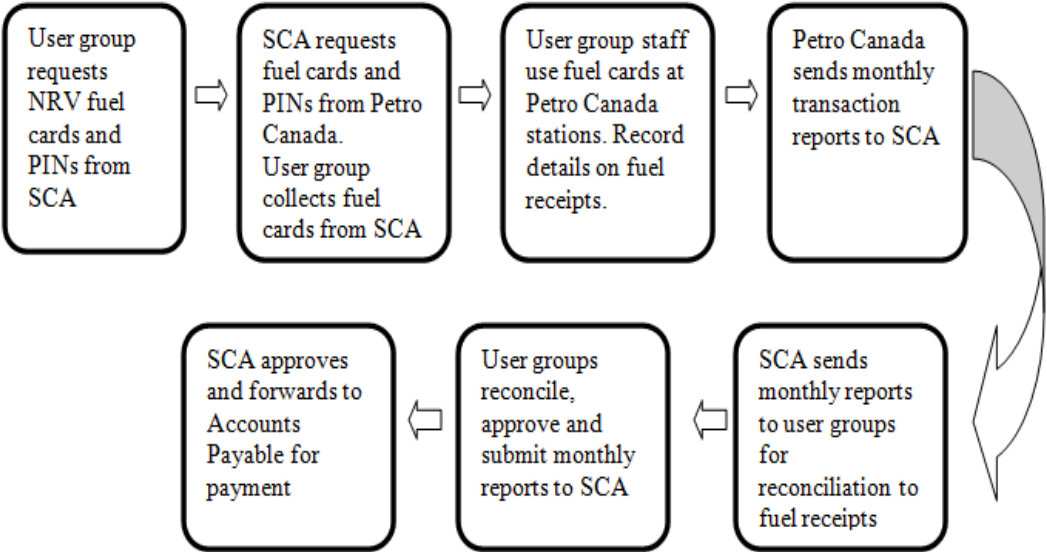 User group
requests
NRV fuel
cards and
PINs from
SCA
SCA requests
fuel cards and
PINs from Petro
Canada.
User group
collects fuel
cards from SCA
User group staff
use fuel cards at
Petro Canada
stations. Record
details on fuel
receipts.
Petro Canada
sends monthly
transaction
reports to SCA
SCA sends
monthly reports
to user groups
for
reconciliation to
fuel receipts
User groups
reconcile,
approve and
submit monthly
reports to SCA
SCA approves
and forwards to
Accounts
Payable for
payment